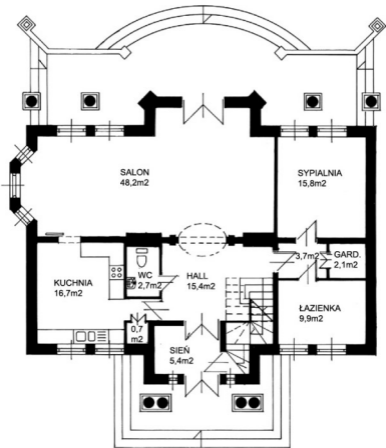 SALON
48,2m2
SYPIALNIA
15,8m2
KUCHNIA
16,7m2
WC
2,7m2
HALL
15,4m2
3,7m2
GARD.
2,1m2
ŁAZIENKA
9,9m2
0,7
m2
SIEŃ
5,4m2